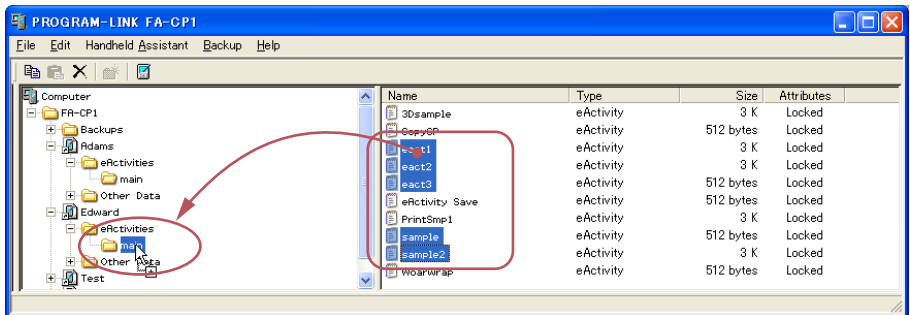 PROGRAM-LINK FA-CP1
File Edit Handheld Assistant Backup Help
Computer
FA-CP1
Backups
Adams
eActivities
main
Other Data
Edward
eActivities
main
Other Data
Test
Name Type Size Attributes
3Dsample eActivity 3 K Locked
CopySP eActivity 512 bytes Locked
eact1 eActivity 3 K Locked
eact2 eActivity 3 K Locked
eact3 eActivity 512 bytes Locked
eActivity Save eActivity 512 bytes Locked
PrintSmp1 eActivity 3 K Locked
sample eActivity 512 bytes Locked
sample2 eActivity 3 K Locked
eActivity 512 bytes Locked